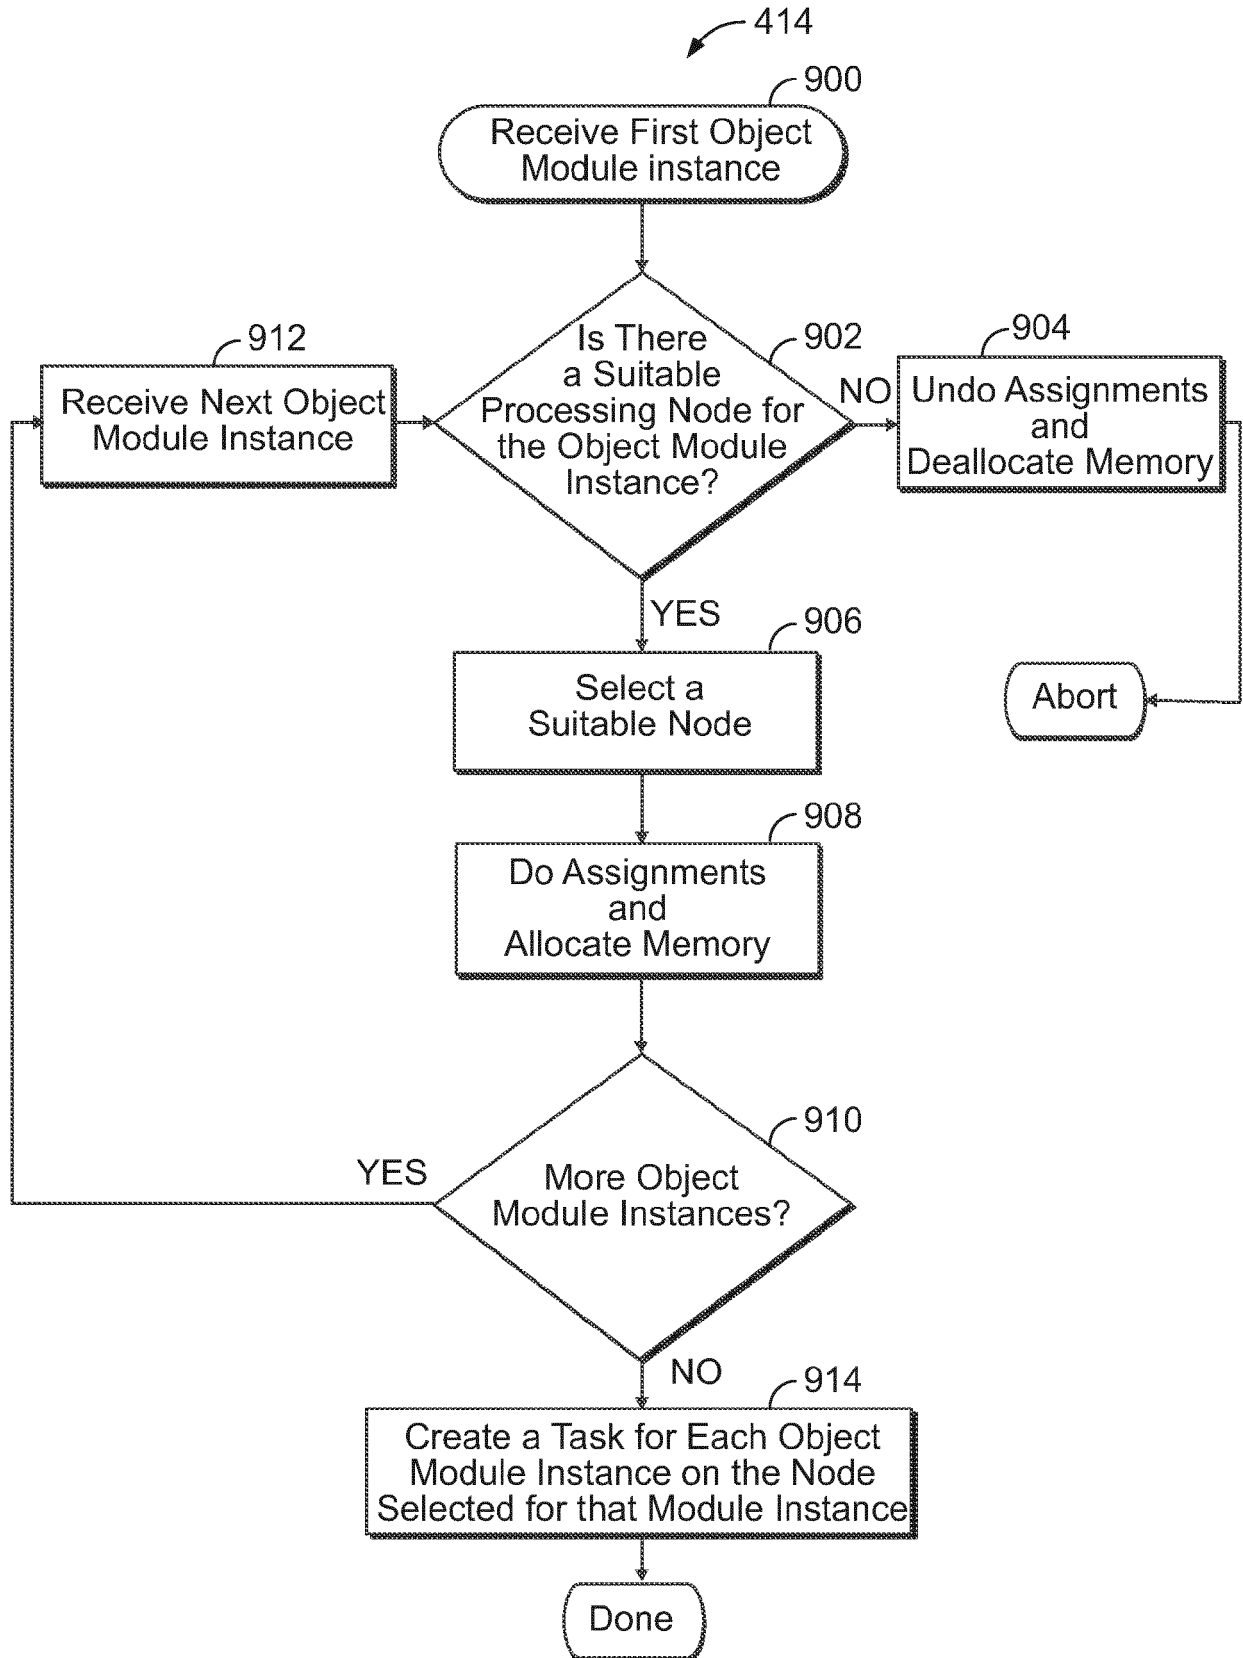 414
900
Receive First Object
Module instance
902
Is There
a Suitable
Processing Node for
the Object Module
Instance?
912
Receive Next Object
Module Instance
NO
904
Undo Assignments
and
Deallocate Memory
YES
906
Select a
Suitable Node
Abort
908
Do Assignments
and
Allocate Memory
910
YES
More Object
Module Instances?
NO
914
Create a Task for Each Object
Module Instance on the Node
Selected for that Module Instance
Done